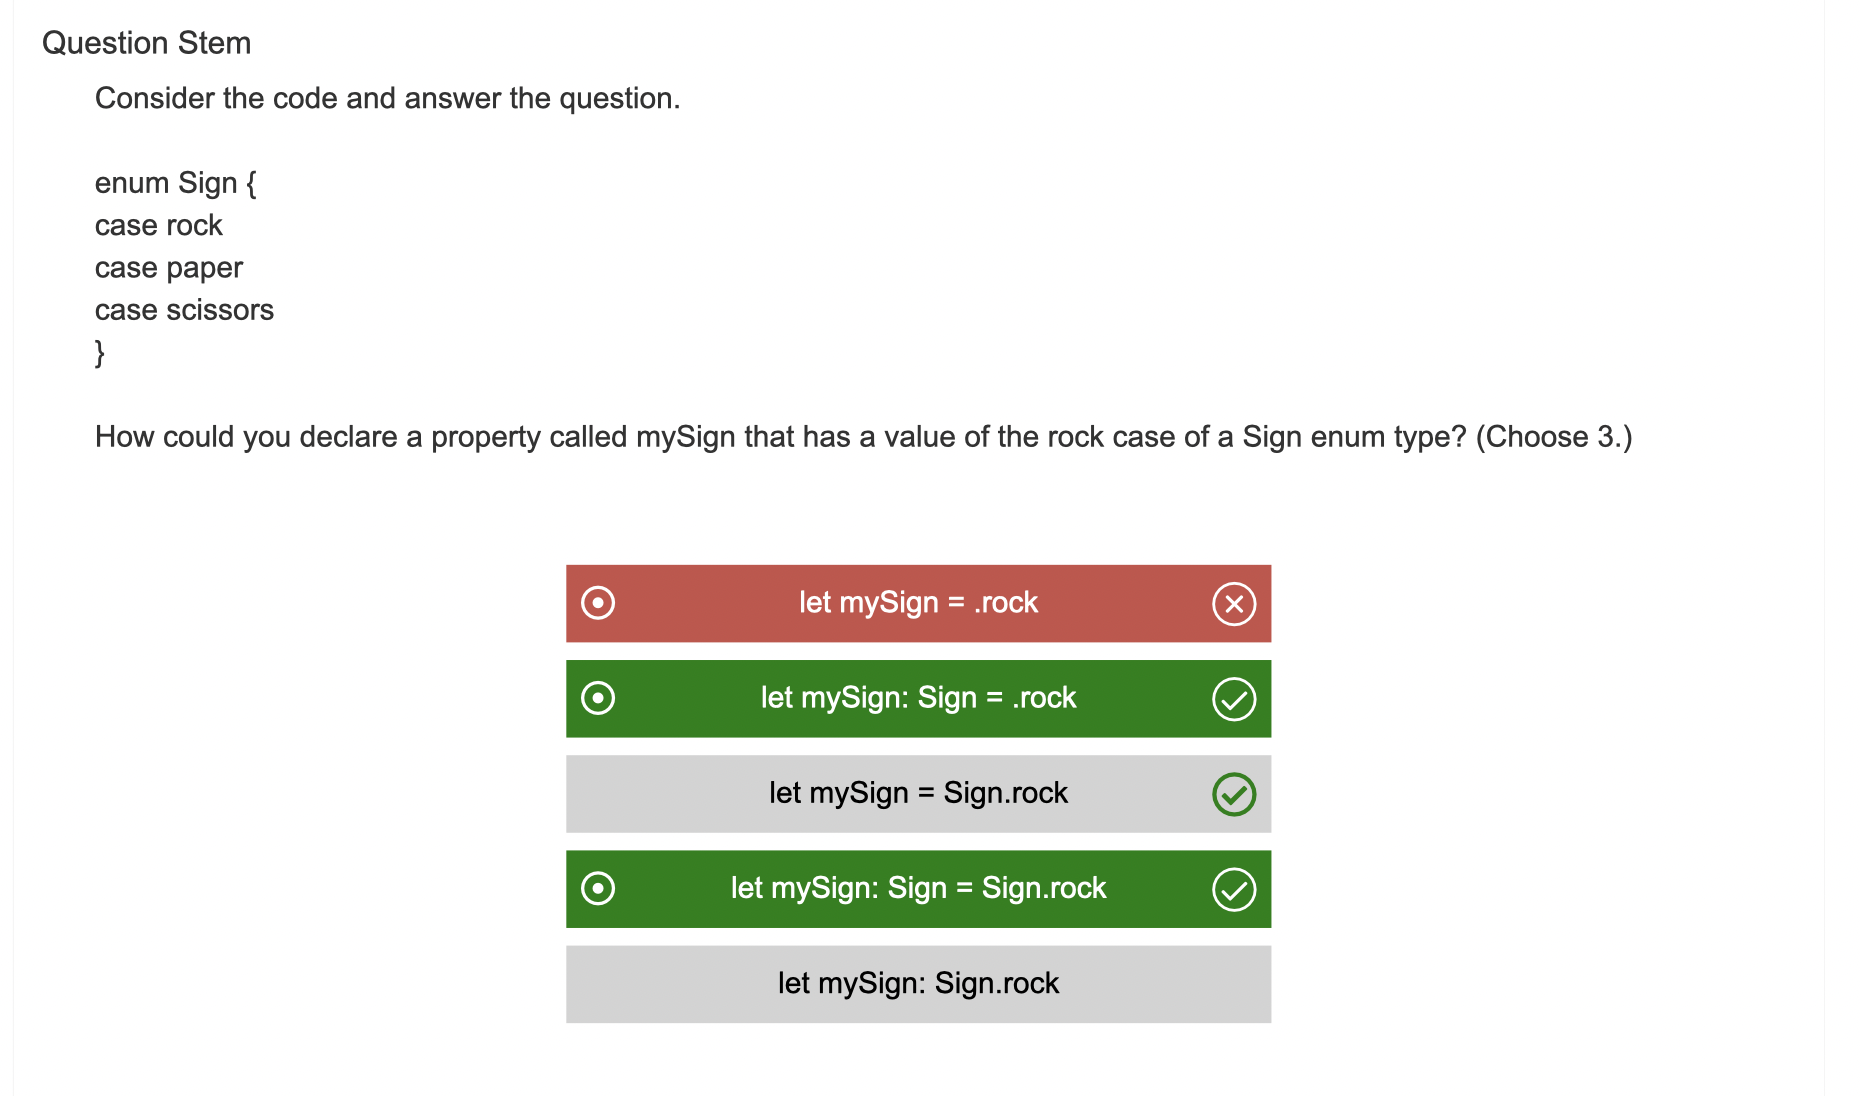 Question Stem
Consider the code and answer the question.
enum Sign {
case rock
case paper
case scissors
}
How could you declare a property called mySign that has a value of the rock case of a Sign enum type? (Choose 3.)
let mySign = .rock
let mySign: Sign = .rock
let mySign = Sign.rock
let mySign: Sign = Sign.rock
let mySign: Sign.rock